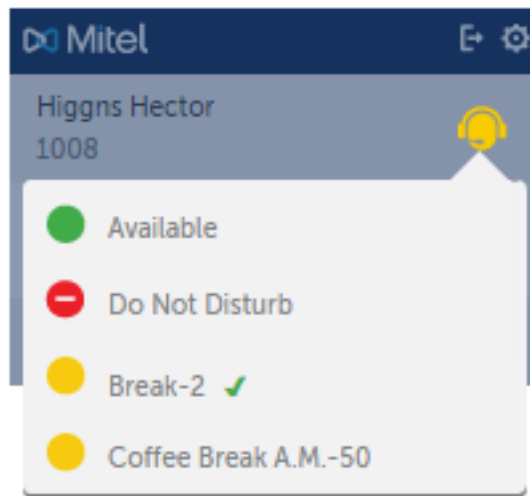 Mitel
Higgns Hector
1008
Available
Do Not Disturb
Break-2
Coffee Break A.M.-50